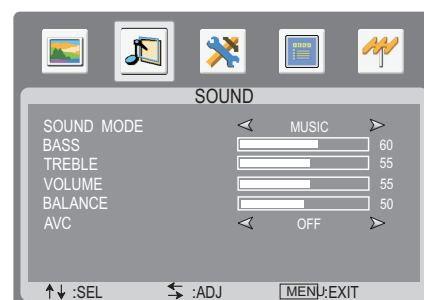 SOUND
SOUND MODE MUSIC
BASS 60
TREBLE 55
VOLUME 55
BALANCE 50
AVC OFF
:SEL :ADJ MENU:EXIT